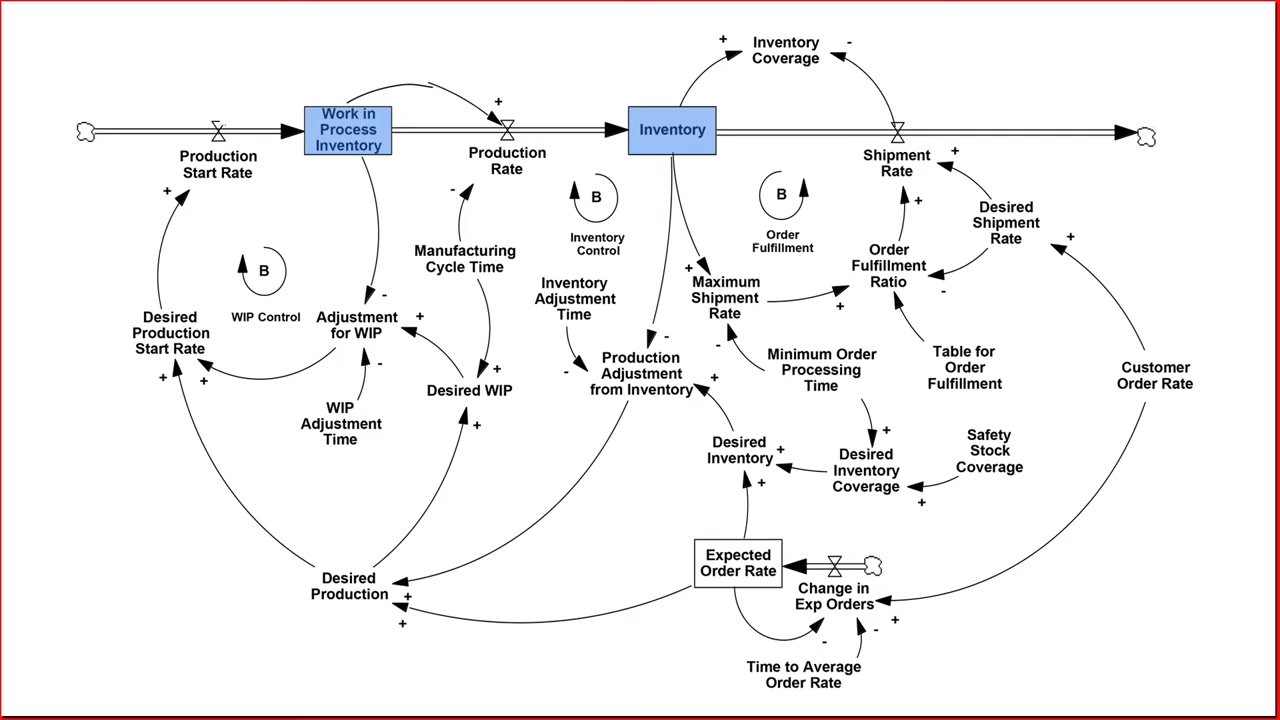 +
Inventory
Coverage
-
Work in
Process
Inventory
+
Inventory
Production
Start Rate
Production
Rate
Shipment
Rate
+
+
-
B
B
+
Desired
Shipment
Rate
Inventory
Control
Order
Fulfillment
+
Manufacturing
Cycle Time
Order
Fulfillment
Ratio
B
WIP Control
-
+
Inventory
Adjustment
Time
+
Maximum
Shipment
Rate
+
-
Desired
Production
Start Rate
Adjustment
for WIP
+
-
-
Production
Adjustment
from Inventory
-
+
Minimum Order
Processing
Time
Table for
Order
Fulfillment
Customer
Order Rate
+
+
-
+
Desired WIP
+
WIP
Adjustment
Time
Desired
Inventory
+
+
Desired
Inventory
Coverage
Safety
Stock
Coverage
+
+
Desired
Production
+
+
Expected
Order Rate
Change in
Exp Orders
+
-
-
Time to Average
Order Rate